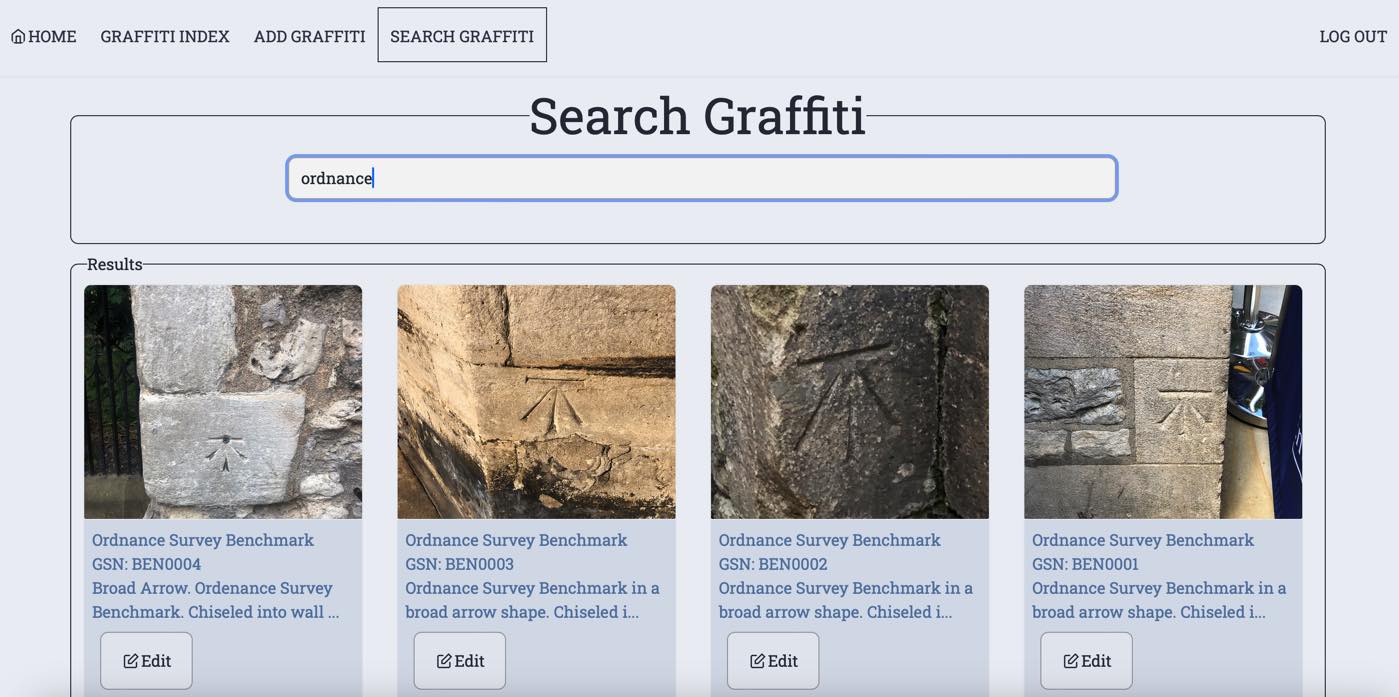 HOME GRAFFITI INDEX ADD GRAFFITI SEARCH GRAFFITI LOG OUT
Search Graffiti
ordnance
Results
Ordnance Survey Benchmark
GSN: BEN0004
Broad Arrow. Ordenance Survey
Benchmark. Chiseled into wall ...
Edit
Ordnance Survey Benchmark
GSN: BEN0003
Ordnance Survey Benchmark in a
broad arrow shape. Chiseled i...
Edit
Ordnance Survey Benchmark
GSN: BEN0002
Ordnance Survey Benchmark in a
broad arrow shape. Chiseled i...
Edit
Ordnance Survey Benchmark
GSN: BEN0001
Ordnance Survey Benchmark in a
broad arrow shape. Chiseled i...
Edit